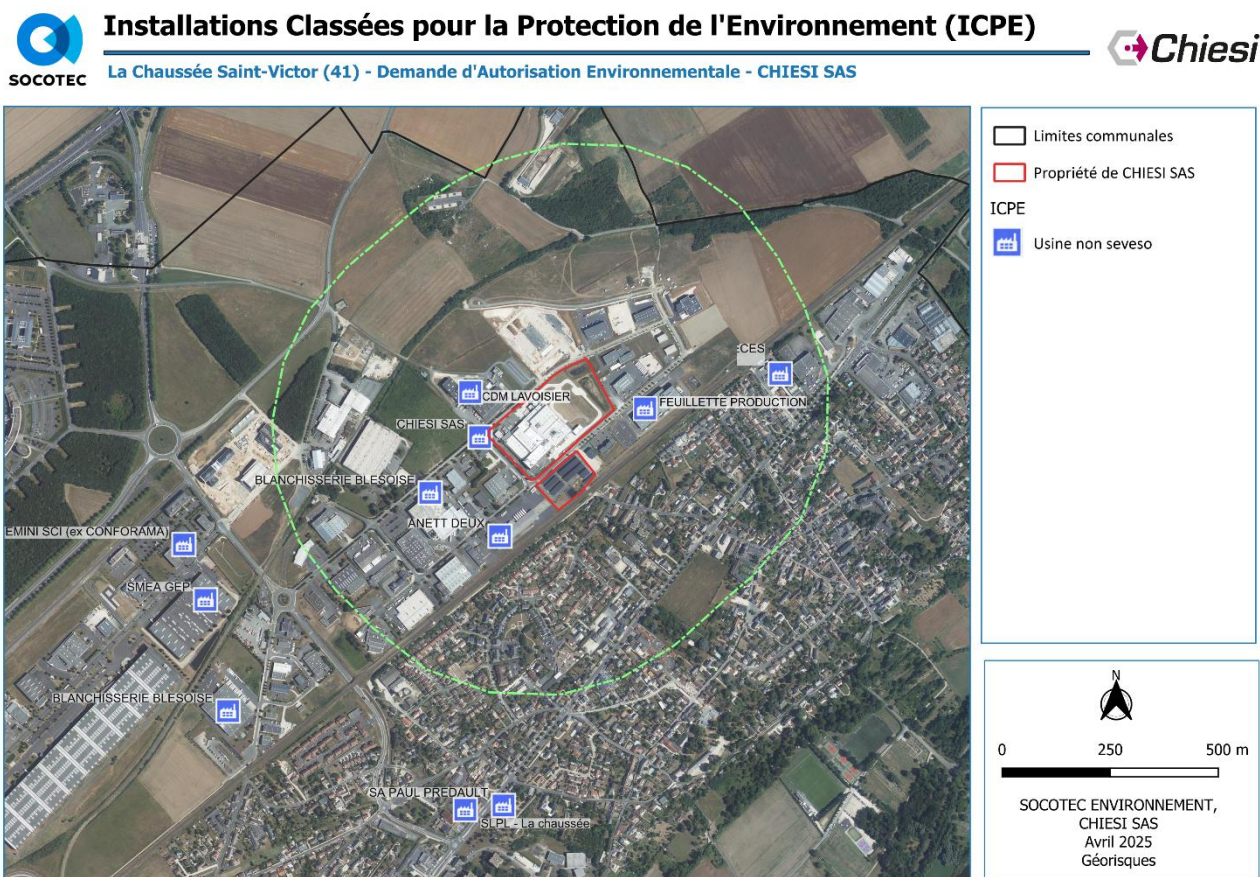 Installations Classées pour la Protection de l'Environnement (ICPE)
SOCOTEC
La Chaussée Saint-Victor (41) - Demande d'Autorisation Environnementale - CHIESI SAS
Chiesi
Limites communales
Propriété de CHIESI SAS
ICPE
Usine non seveso
CES
CDM LAVOISIER
FEUILLETTE PRODUCTION
CHIESI SAS
BLANCHISSERIE BLESOISE
ANETT DEUX
EMINI SCI (ex CONFORAMA)
SMEA GEP
BLANCHISSERIE BLESOISE
SA PAUL PREDAULT
SLPL - La chaussée
N
0 250 500 m
SOCOTEC ENVIRONNEMENT,
CHIESI SAS
Avril 2025
Géorisques